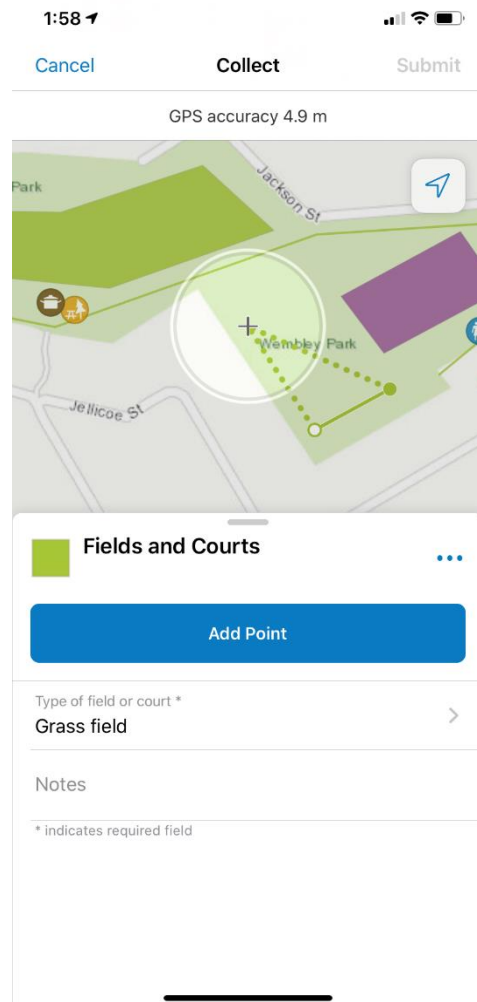 1:58
Cancel Collect Submit
GPS accuracy 4.9 m
Jackson St
Park
Wembley Park
Jellicoe St
Fields and Courts
Add Point
Type of field or court *
Grass field
Notes
* indicates required field